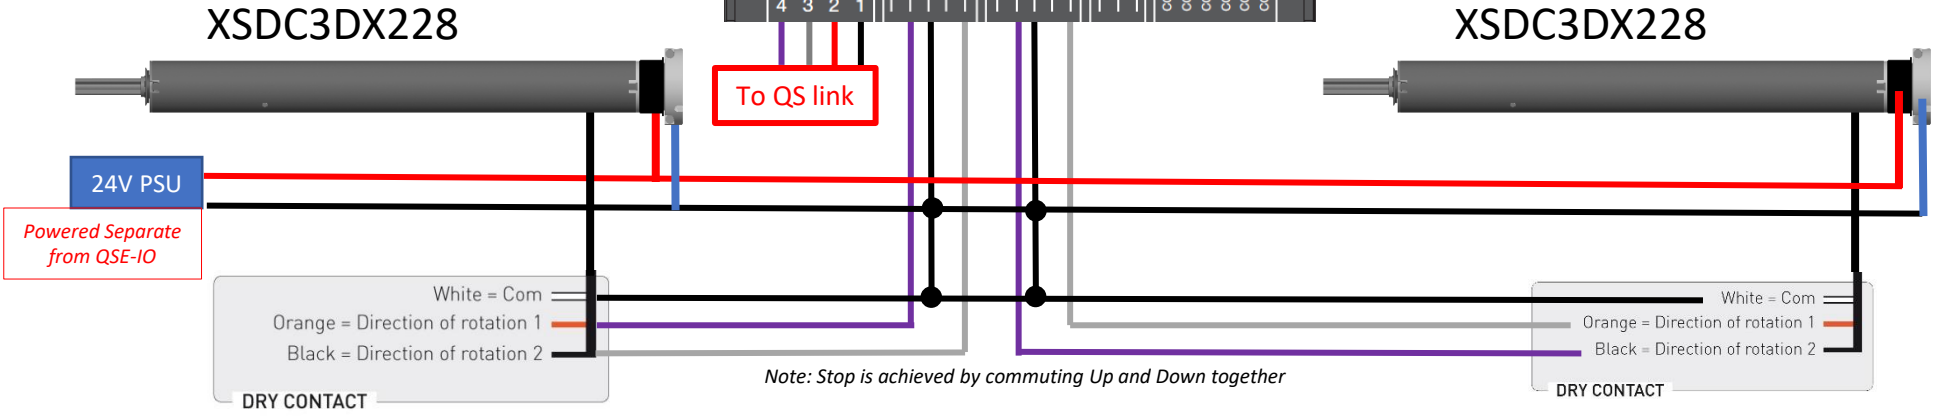 XSDC3DX228
4 3 2 1
XSDC3DX228
To QS link
24V PSU
Powered Separate
from QSE-IO
White = Com
Orange = Direction of rotation 1
Black = Direction of rotation 2
DRY CONTACT
Note: Stop is achieved by commuting Up and Down together
White = Com
Orange = Direction of rotation 1
Black = Direction of rotation 2
DRY CONTACT